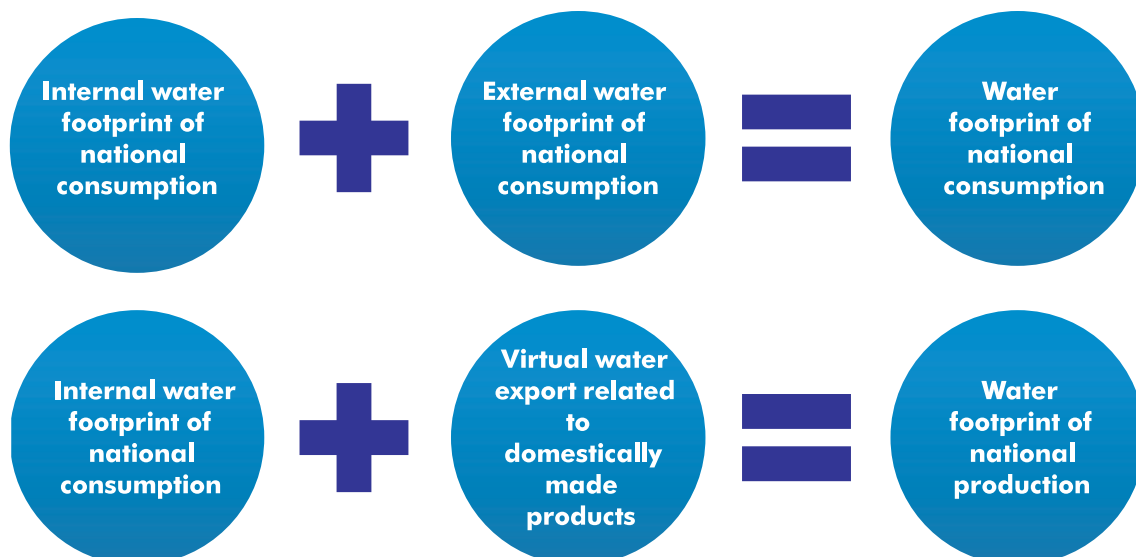 Internal water
footprint of
national
consumption
External water
footprint of
national
consumption
Water
footprint of
national
consumption
Internal water
footprint of
national
consumption
Virtual water
export related
to
domestically
made
products
Water
footprint of
national
production